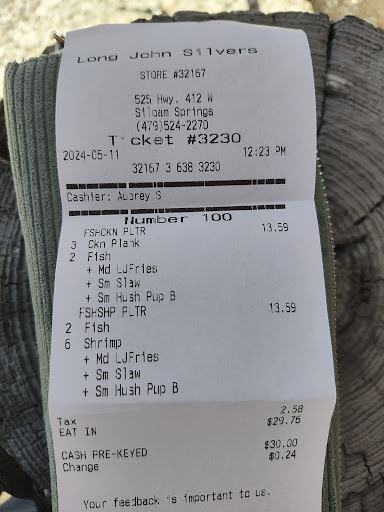 Long John Silvers
STORE #32167
525 Hwy. 412 W
Siloam Springs
(479)524-2270
Ticket #3230
2024-05-11 12:23 PM
32167 3 638 3230
Cashier: Aubrey S
Number 100
FSHCKN PLTR 13.59
3 Ckn Plank
2 Fish
+ Md LJFries
+ Sm Slaw
+ Sm Hush Pup B
FSHSHP PLTR 13.59
2 Fish
6 Shrimp
+ Md LJFries
+ Sm Slaw
+ Sm Hush Pup B
Tax 2.58
EAT IN $29.76
CASH PRE-KEYED $30.00
Change $0.24
Your feedback is important to us.